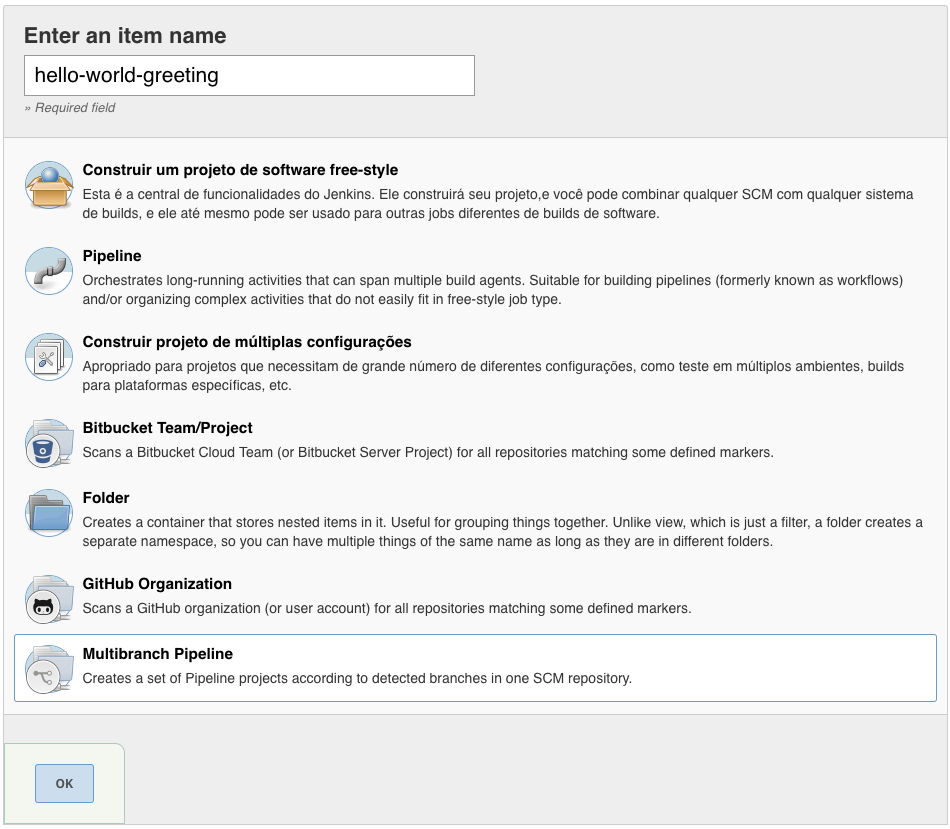 Enter an item name
hello-world-greeting
» Required field
Construir um projeto de software free-style
Esta é a central de funcionalidades do Jenkins. Ele construirá seu projeto,e você pode combinar qualquer SCM com qualquer sistema
de builds, e ele até mesmo pode ser usado para outras jobs diferentes de builds de software.
Pipeline
Orchestrates long-running activities that can span multiple build agents. Suitable for building pipelines (formerly known as workflows)
and/or organizing complex activities that do not easily fit in free-style job type.
Construir projeto de múltiplas configurações
Apropriado para projetos que necessitam de grande número de diferentes configurações, como teste em múltiplos ambientes, builds
para plataformas específicas, etc.
Bitbucket Team/Project
Scans a Bitbucket Cloud Team (or Bitbucket Server Project) for all repositories matching some defined markers.
Folder
Creates a container that stores nested items in it. Useful for grouping things together. Unlike view, which is just a filter, a folder creates a
separate namespace, so you can have multiple things of the same name as long as they are in different folders.
GitHub Organization
Scans a GitHub organization (or user account) for all repositories matching some defined markers.
Multibranch Pipeline
Creates a set of Pipeline projects according to detected branches in one SCM repository.
OK